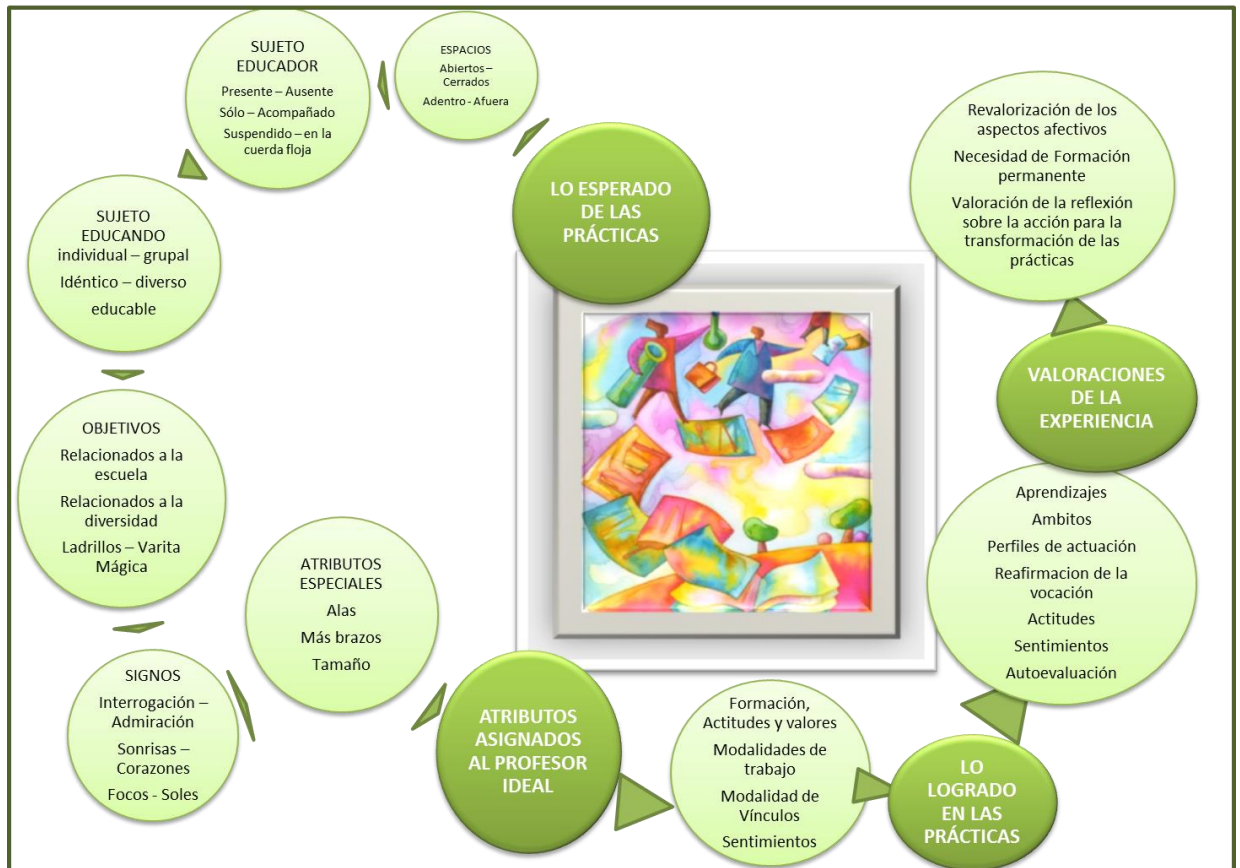 LO ESPERADO
DE LAS
PRÁCTICAS
ESPACIOS
Abiertos –
Cerrados
Adentro - Afuera
SUJETO
EDUCADOR
Presente – Ausente
Sólo – Acompañado
Suspendido – en la
cuerda floja
SUJETO
EDUCANDO
individual – grupal
Idéntico – diverso
educable
OBJETIVOS
Relacionados a la
escuela
Relacionados a la
diversidad
Ladrillos – Varita
Mágica
SIGNOS
Interrogación –
Admiración
Sonrisas –
Corazones
Focos - Soles
ATRIBUTOS
ESPECIALES
Alas
Más brazos
Tamaño
ATRIBUTOS
ASIGNADOS
AL PROFESOR
IDEAL
Formación,
Actitudes y valores
Modalidades de
trabajo
Modalidad de
Vínculos
Sentimientos
LO
LOGRADO
EN LAS
PRÁCTICAS
Aprendizajes
Ambitos
Perfiles de actuación
Reafirmacion de la
vocación
Actitudes
Sentimientos
Autoevaluación
VALORACIONES
DE LA
EXPERIENCIA
Revalorización de los
aspectos afectivos
Necesidad de Formación
permanente
Valoración de la reflexión
sobre la acción para la
transformación de las
prácticas